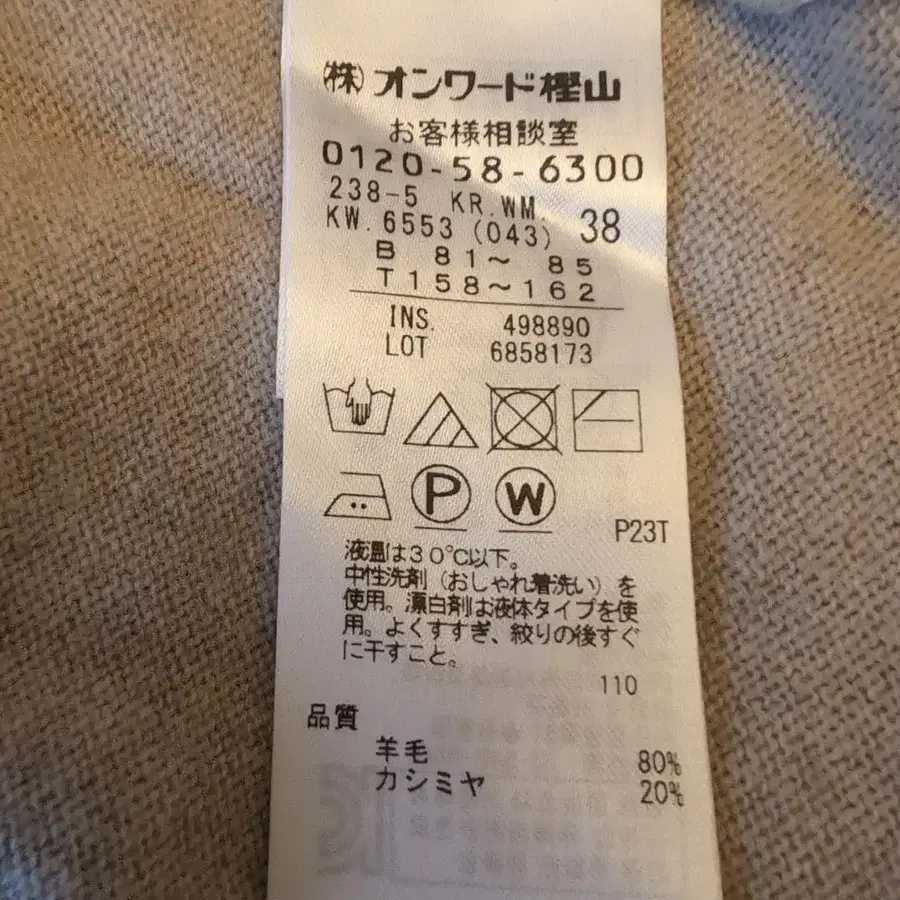 (株)オンワード樫山
お客様相談室
0120-58-6300
238-5 KR.WM.
KW.6553(043) 38
B 81～ 85
T158～162
INS. 498890
LOT 6858173
P W
P23T
液温は30℃以下。
中性洗剤(おしゃれ着洗い)を
使用。漂白剤は液体タイプを使
用。よくすすぎ、絞りの後すぐ
に干すこと。
110
品質
羊毛 80%
カシミヤ 20%